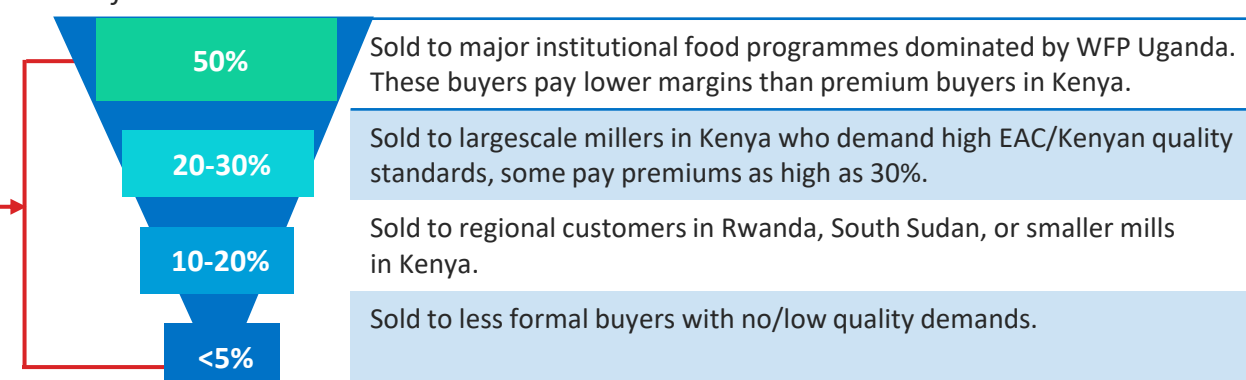 50%
Sold to major institutional food programmes dominated by WFP Uganda.
These buyers pay lower margins than premium buyers in Kenya.
20-30%
Sold to largescale millers in Kenya who demand high EAC/Kenyan quality
standards, some pay premiums as high as 30%.
10-20%
Sold to regional customers in Rwanda, South Sudan, or smaller mills
in Kenya.
<5%
Sold to less formal buyers with no/low quality demands.